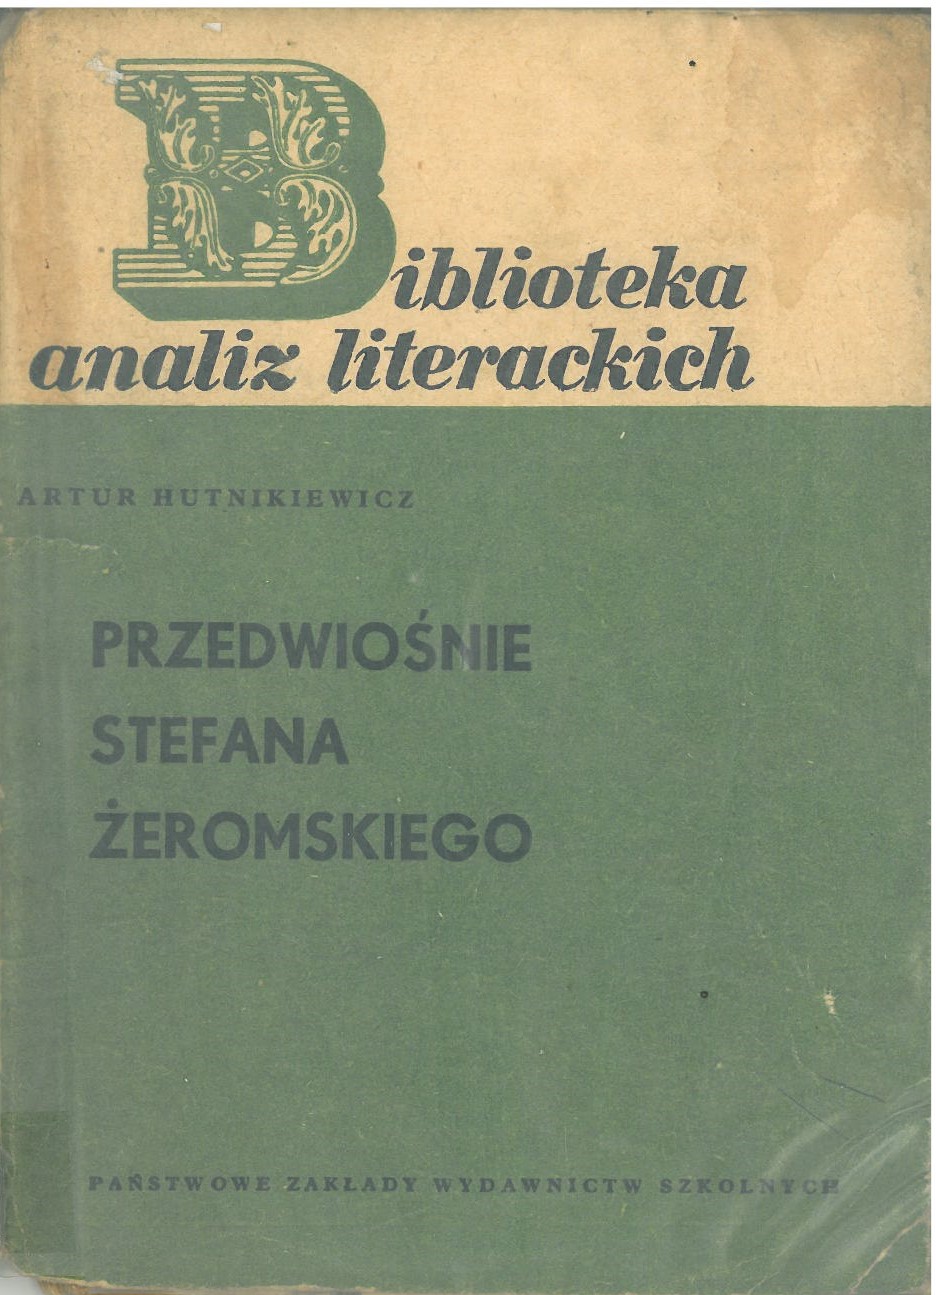 Biblioteka
analiz literackich
ARTUR HUTNIKIEWICZ
PRZEDWIOŚNIE
STEFANA
ŻEROMSKIEGO
PAŃSTWOWE ZAKŁADY WYDAWNICTW SZKOLNYCH